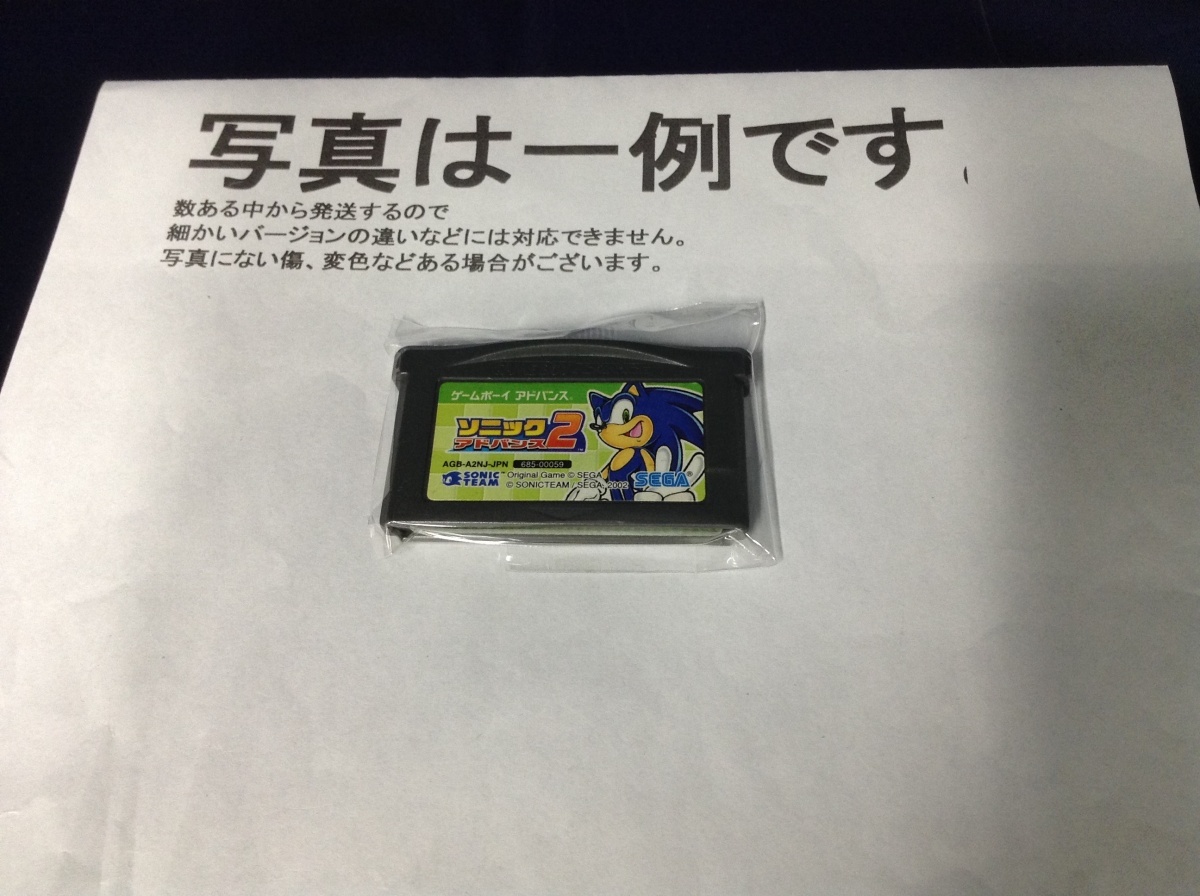 写真は一例です。
数ある中から発送するので
細かいバージョンの違いなどには対応できません。
写真にない傷、変色などある場合がございます。
ゲームボーイ アドバンス
ソニック
アドバンス2
AGB-A2NJ-JPN 685-00059
SONIC TEAM
Original Game © SEGA
© SONICTEAM / SEGA, 2002
SEGA®